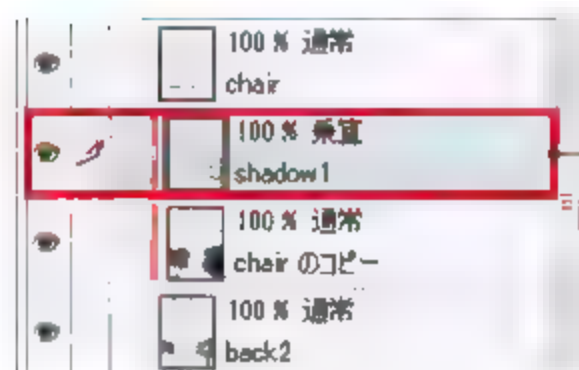 100 % 通常
chair
100 % 乗算
shadow1
100 % 通常
chair のコピー
100 % 通常
back2